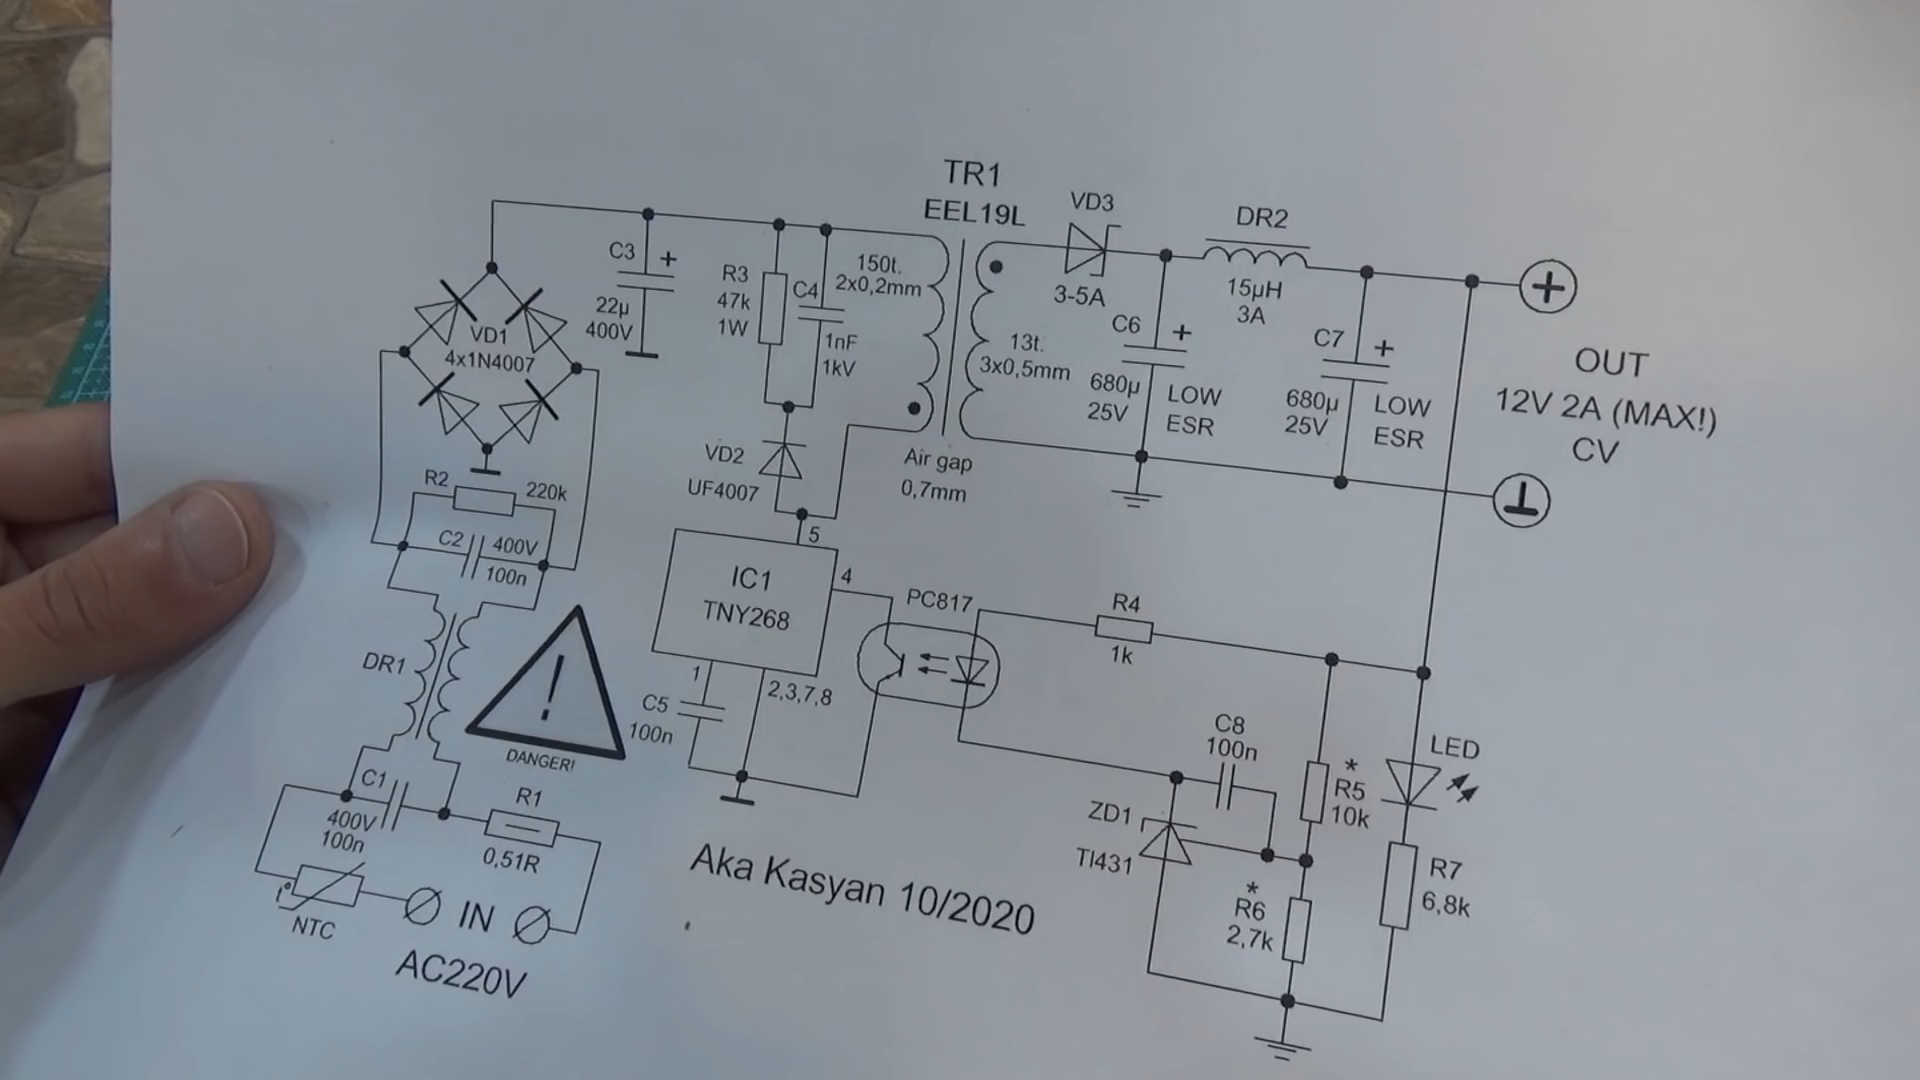 TR1
EEL19L
VD3
DR2
C3
+
22µ
400V
R3
47k
1W
C4
1nF
1kV
150t.
2x0,2mm
13t.
3x0,5mm
Air gap
0,7mm
3-5A
15µH
3A
C6
+
680µ
25V
LOW
ESR
C7
+
680µ
25V
LOW
ESR
+
OUT
12V 2A (MAX!)
CV
VD1
4x1N4007
VD2
UF4007
R2
220k
C2
400V
100n
DR1
!
DANGER!
5
IC1
TNY268
4
1
2,3,7,8
C5
100n
PC817
R4
1k
C8
100n
ZD1
Tl431
*
R5
10k
*
R6
2,7k
LED
R7
6,8k
C1
400V
100n
R1
0,51R
t°
NTC
IN
AC220V
Aka Kasyan 10/2020